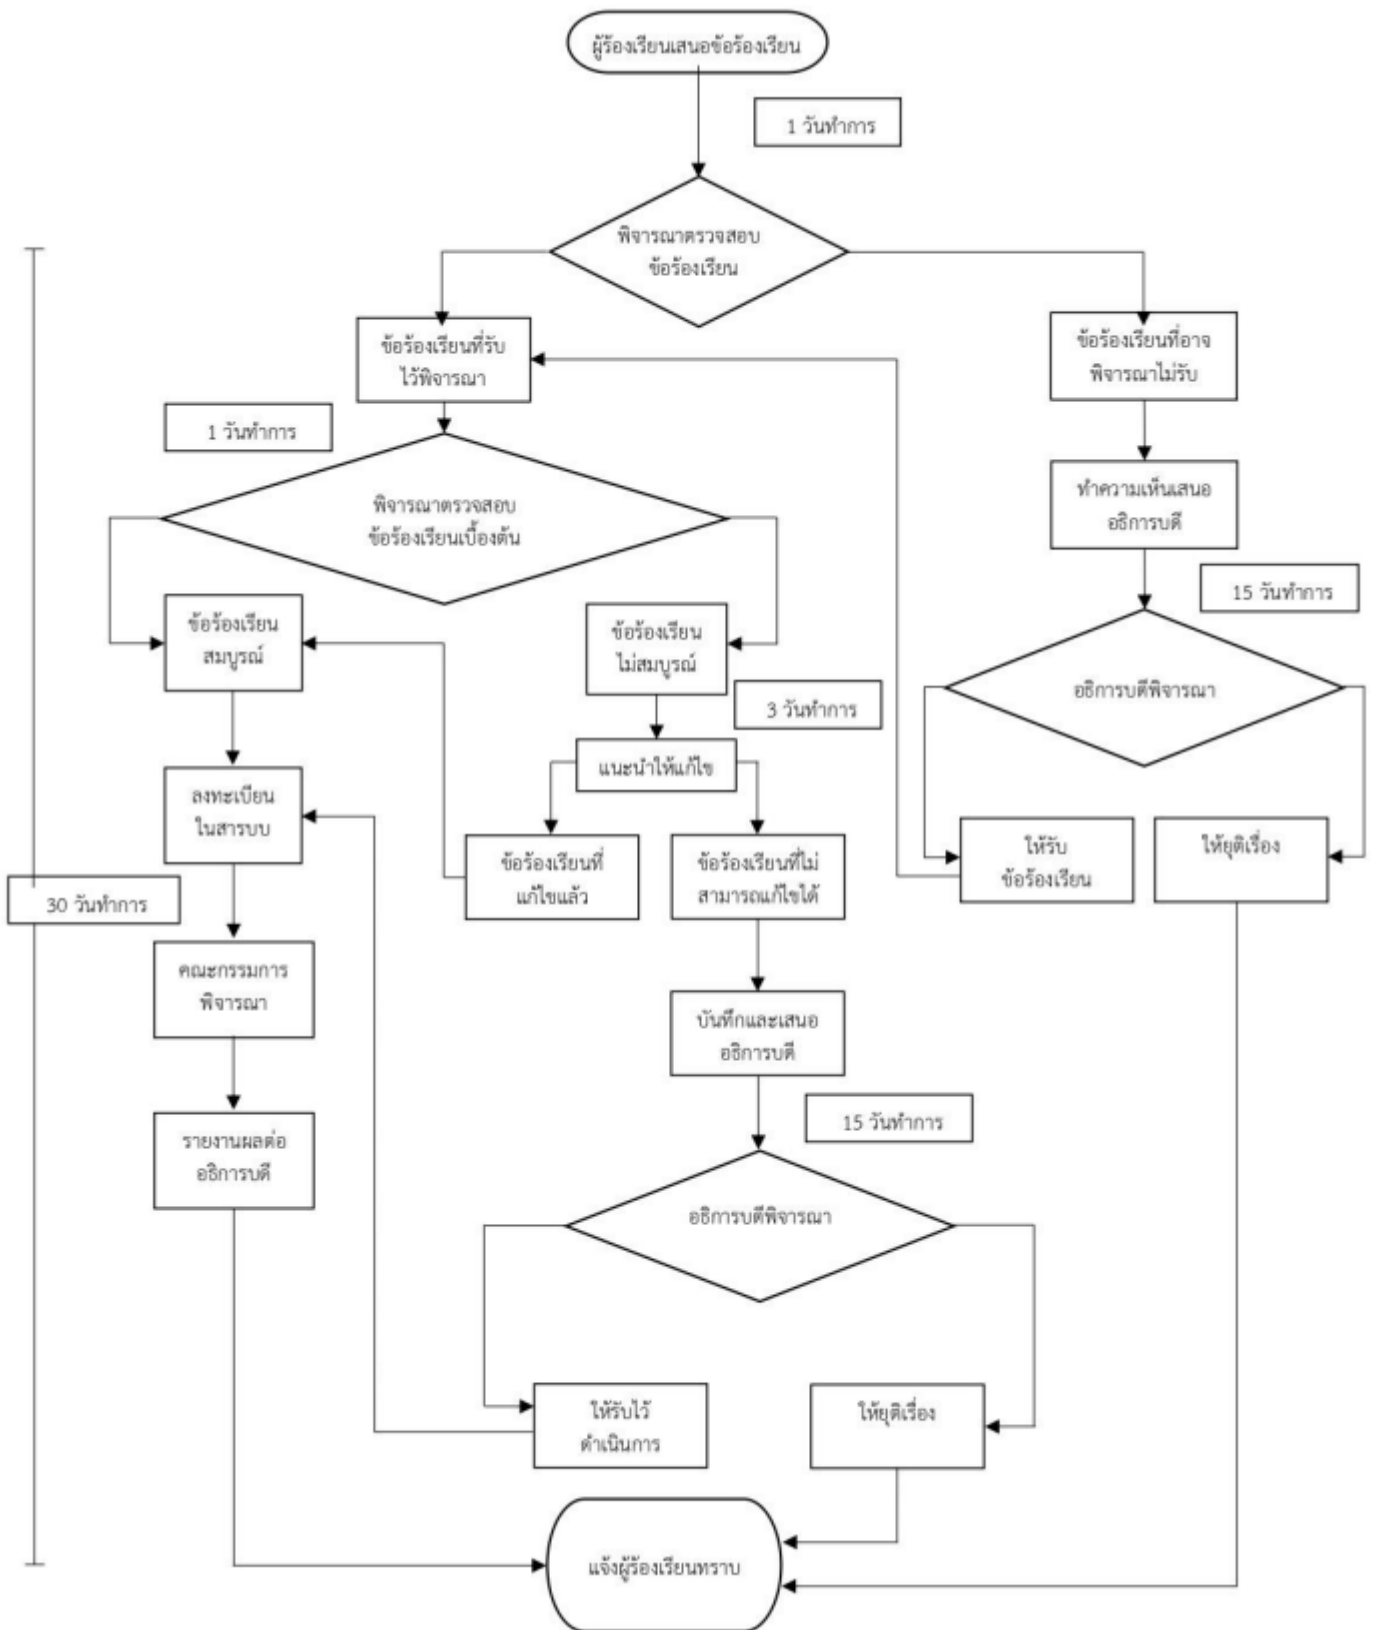 ผู้ร้องเรียนเสนอข้อร้องเรียน
1 วันทำการ
พิจารณาตรวจสอบ
ข้อร้องเรียน
ข้อร้องเรียนที่รับ
ไว้พิจารณา
ข้อร้องเรียนที่อาจ
พิจารณาไม่รับ
1 วันทำการ
พิจารณาตรวจสอบ
ข้อร้องเรียนเบื้องต้น
ทำความเห็นเสนอ
อธิการบดี
15 วันทำการ
ข้อร้องเรียน
สมบูรณ์
ข้อร้องเรียน
ไม่สมบูรณ์
3 วันทำการ
อธิการบดีพิจารณา
แนะนำให้แก้ไข
ลงทะเบียน
ในสารบบ
ข้อร้องเรียนที่
แก้ไขแล้ว
ข้อร้องเรียนที่ไม่
สามารถแก้ไขได้
ให้รับ
ข้อร้องเรียน
ให้ยุติเรื่อง
30 วันทำการ
คณะกรรมการ
พิจารณา
บันทึกและเสนอ
อธิการบดี
15 วันทำการ
รายงานผลต่อ
อธิการบดี
อธิการบดีพิจารณา
ให้รับไว้
ดำเนินการ
ให้ยุติเรื่อง
แจ้งผู้ร้องเรียนทราบ